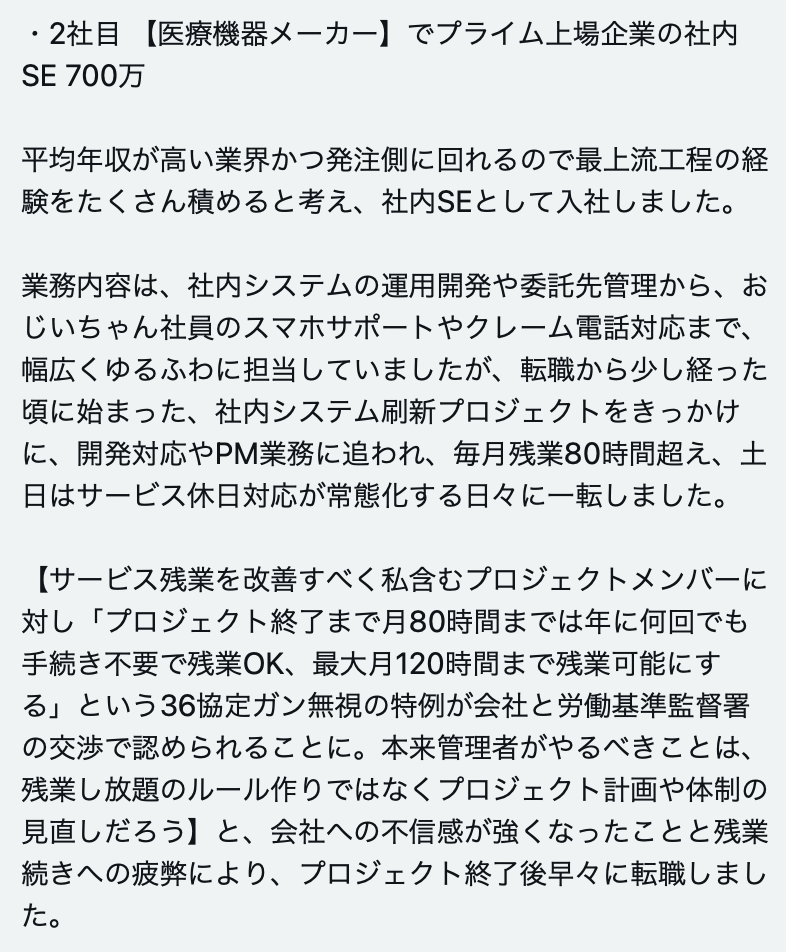 ・2社目 【医療機器メーカー】でプライム上場企業の社内
SE 700万
平均年収が高い業界かつ発注側に回れるので最上流工程の経
験をたくさん積めると考え、社内SEとして入社しました。
業務内容は、社内システムの運用開発や委託先管理から、お
じいちゃん社員のスマホサポートやクレーム電話対応まで、
幅広くゆるふわに担当していましたが、転職から少し経った
頃に始まった、社内システム刷新プロジェクトをきっかけ
に、開発対応やPM業務に追われ、毎月残業80時間超え、土
日はサービス休日対応が常態化する日々に一転しました。
【サービス残業を改善すべく私含むプロジェクトメンバーに
対し「プロジェクト終了まで月80時間までは年に何回でも
手続き不要で残業OK、最大月120時間まで残業可能にす
る」という36協定ガン無視の特例が会社と労働基準監督署
の交渉で認められることに。本来管理者がやるべきことは、
残業し放題のルール作りではなくプロジェクト計画や体制の
見直しだろう】と、会社への不信感が強くなったことと残業
続きへの疲弊により、プロジェクト終了後早々に転職しまし
た。